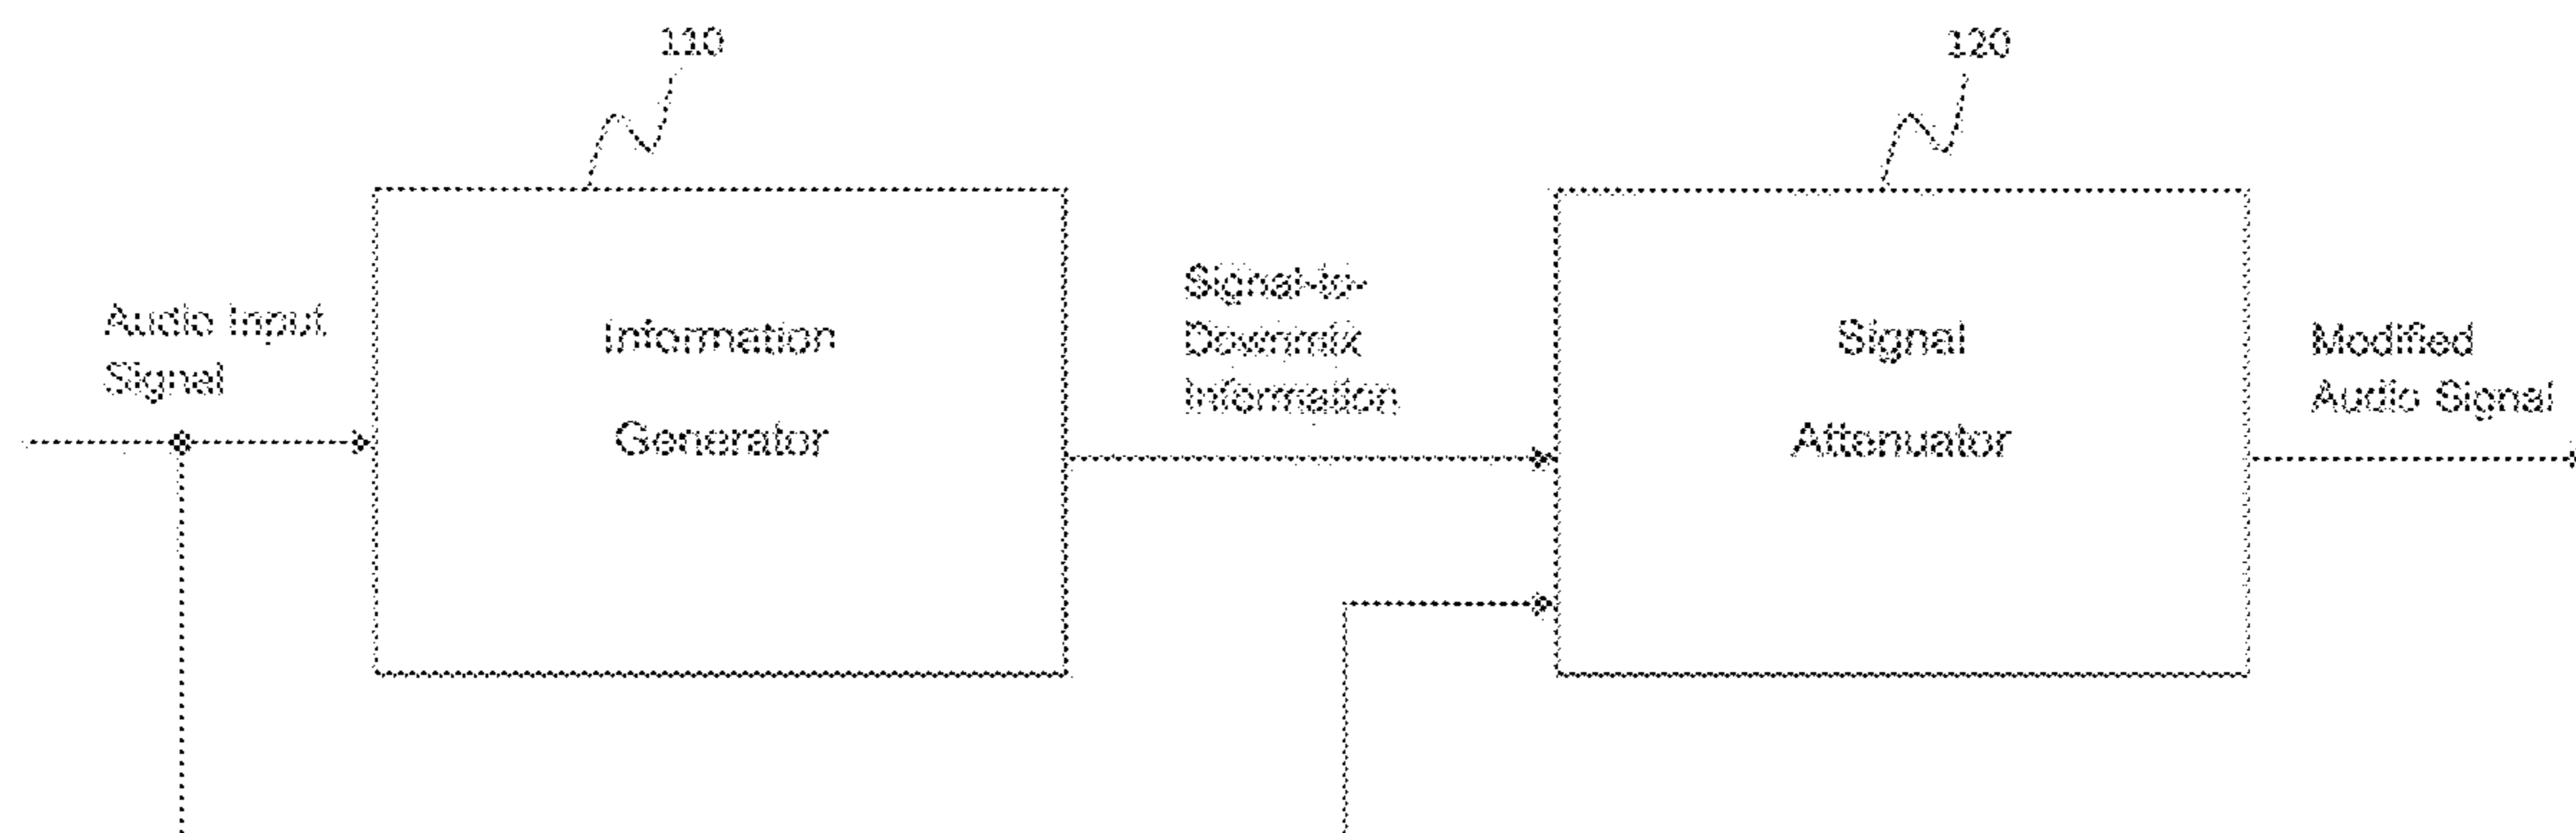 110
120
Audio Input
Signal
Information
Generator
Signal-to-
Downmix
Information
Signal
Attenuator
Modified
Audio Signal